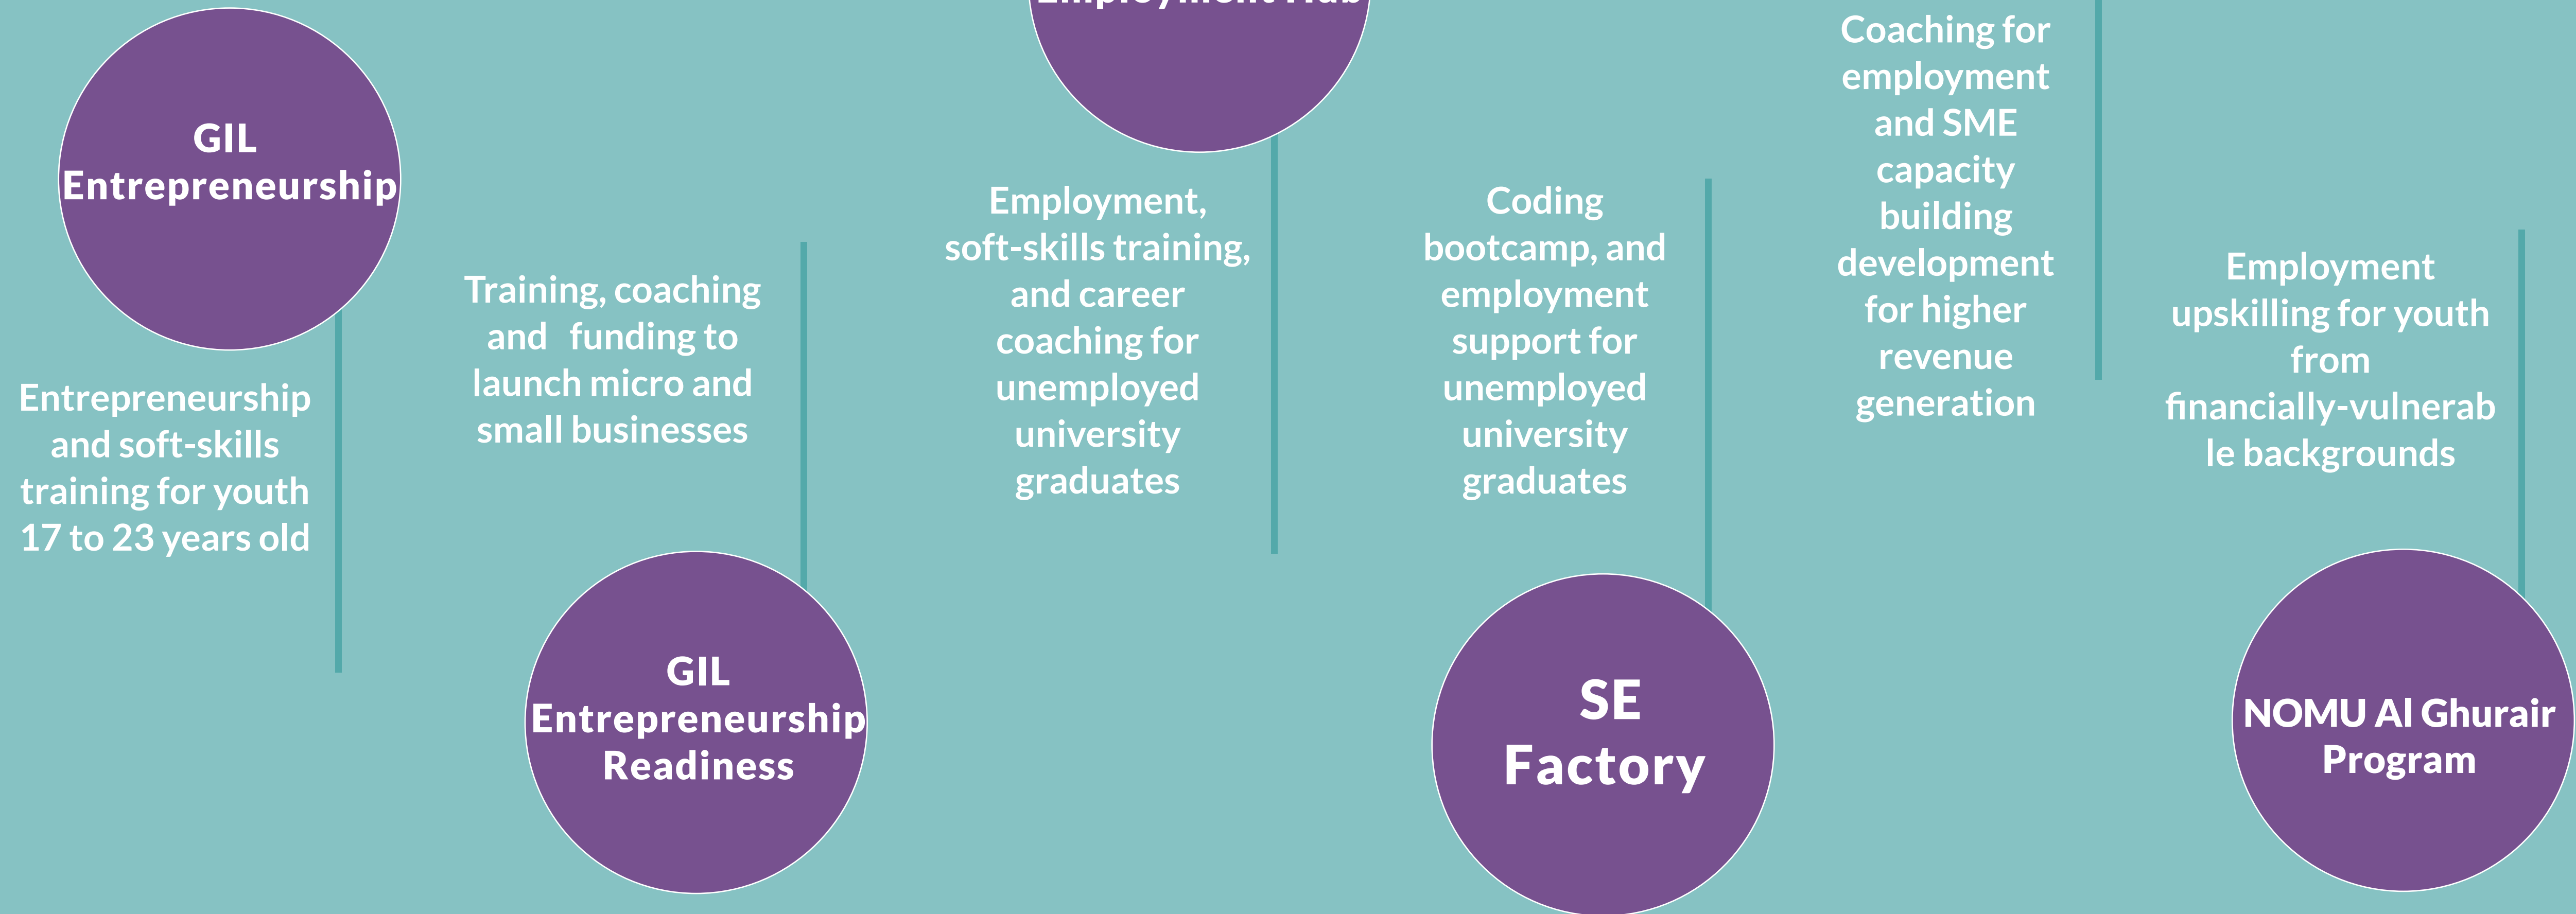 GIL
Entrepreneurship
Entrepreneurship
and soft-skills
training for youth
17 to 23 years old
Training, coaching
and funding to
launch micro and
small businesses
GIL
Entrepreneurship
Readiness
Employment Hub
Employment,
soft-skills training,
and career
coaching for
unemployed
university
graduates
Coding
bootcamp, and
employment
support for
unemployed
university
graduates
SE
Factory
Coaching for
employment
and SME
capacity
building
development
for higher
revenue
generation
Employment
upskilling for youth
from
financially-vulnerab
le backgrounds
NOMU Al Ghurair
Program